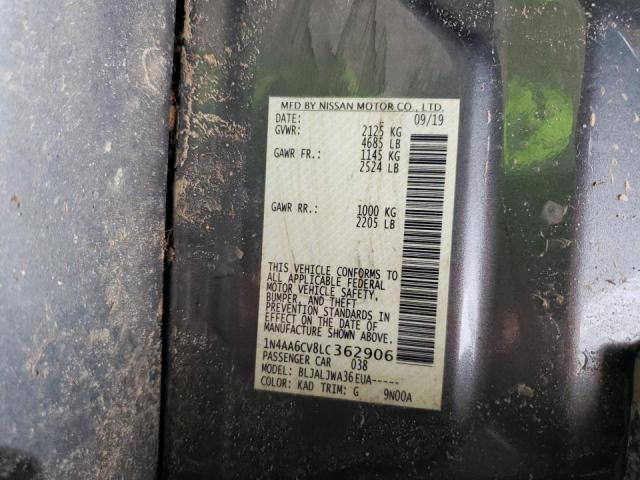 MFD BY NISSAN MOTOR CO., LTD.
DATE: 09/19
GVWR: 2125 KG
4685 LB
GAWR FR.: 1145 KG
2524 LB
GAWR RR.: 1000 KG
2205 LB
THIS VEHICLE CONFORMS TO
ALL APPLICABLE FEDERAL
MOTOR VEHICLE SAFETY,
BUMPER, AND THEFT
PREVENTION STANDARDS IN
EFFECT ON THE DATE OF
MANUFACTURE SHOWN ABOVE.
1N4AA6CV8LC362906
PASSENGER CAR 038
MODEL: BLJALJWA36EUA-----
COLOR: KAD TRIM: G 9N00A